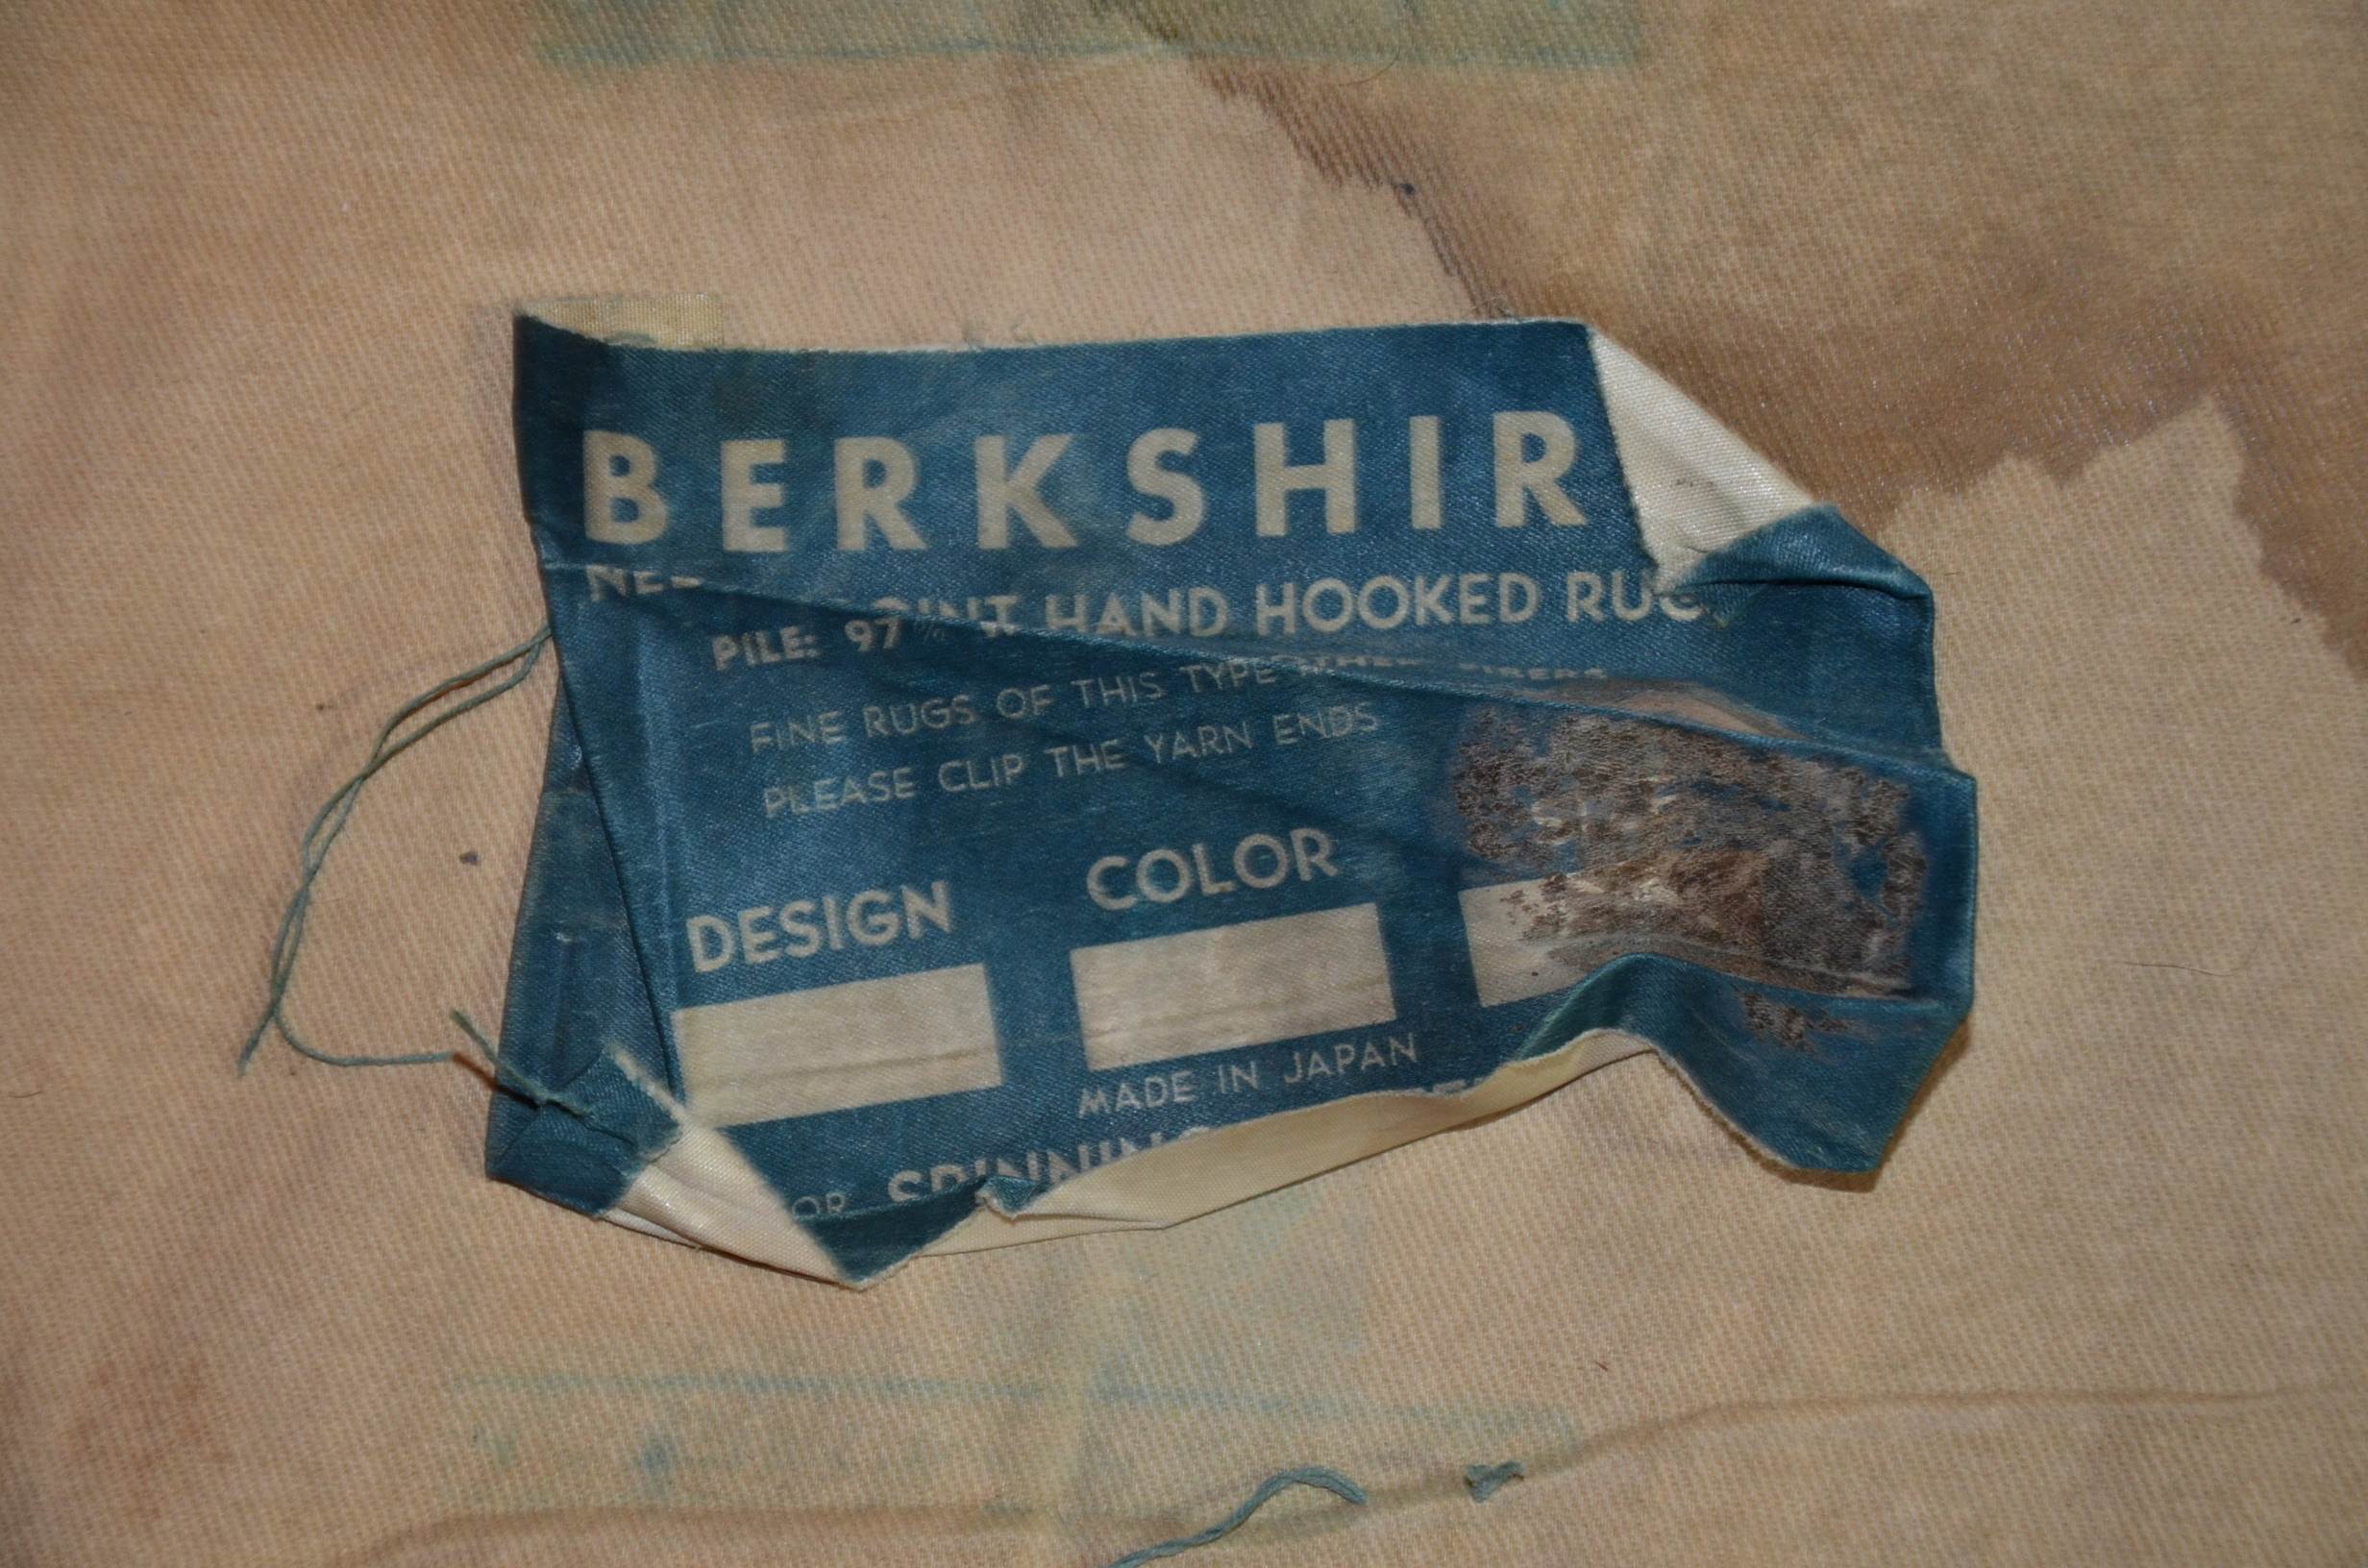 BERKSHIR
HAND HOOKED RUG
PILE: 97%
FINE RUGS OF THIS TYPE
PLEASE CLIP THE YARN ENDS
DESIGN COLOR
MADE IN JAPAN